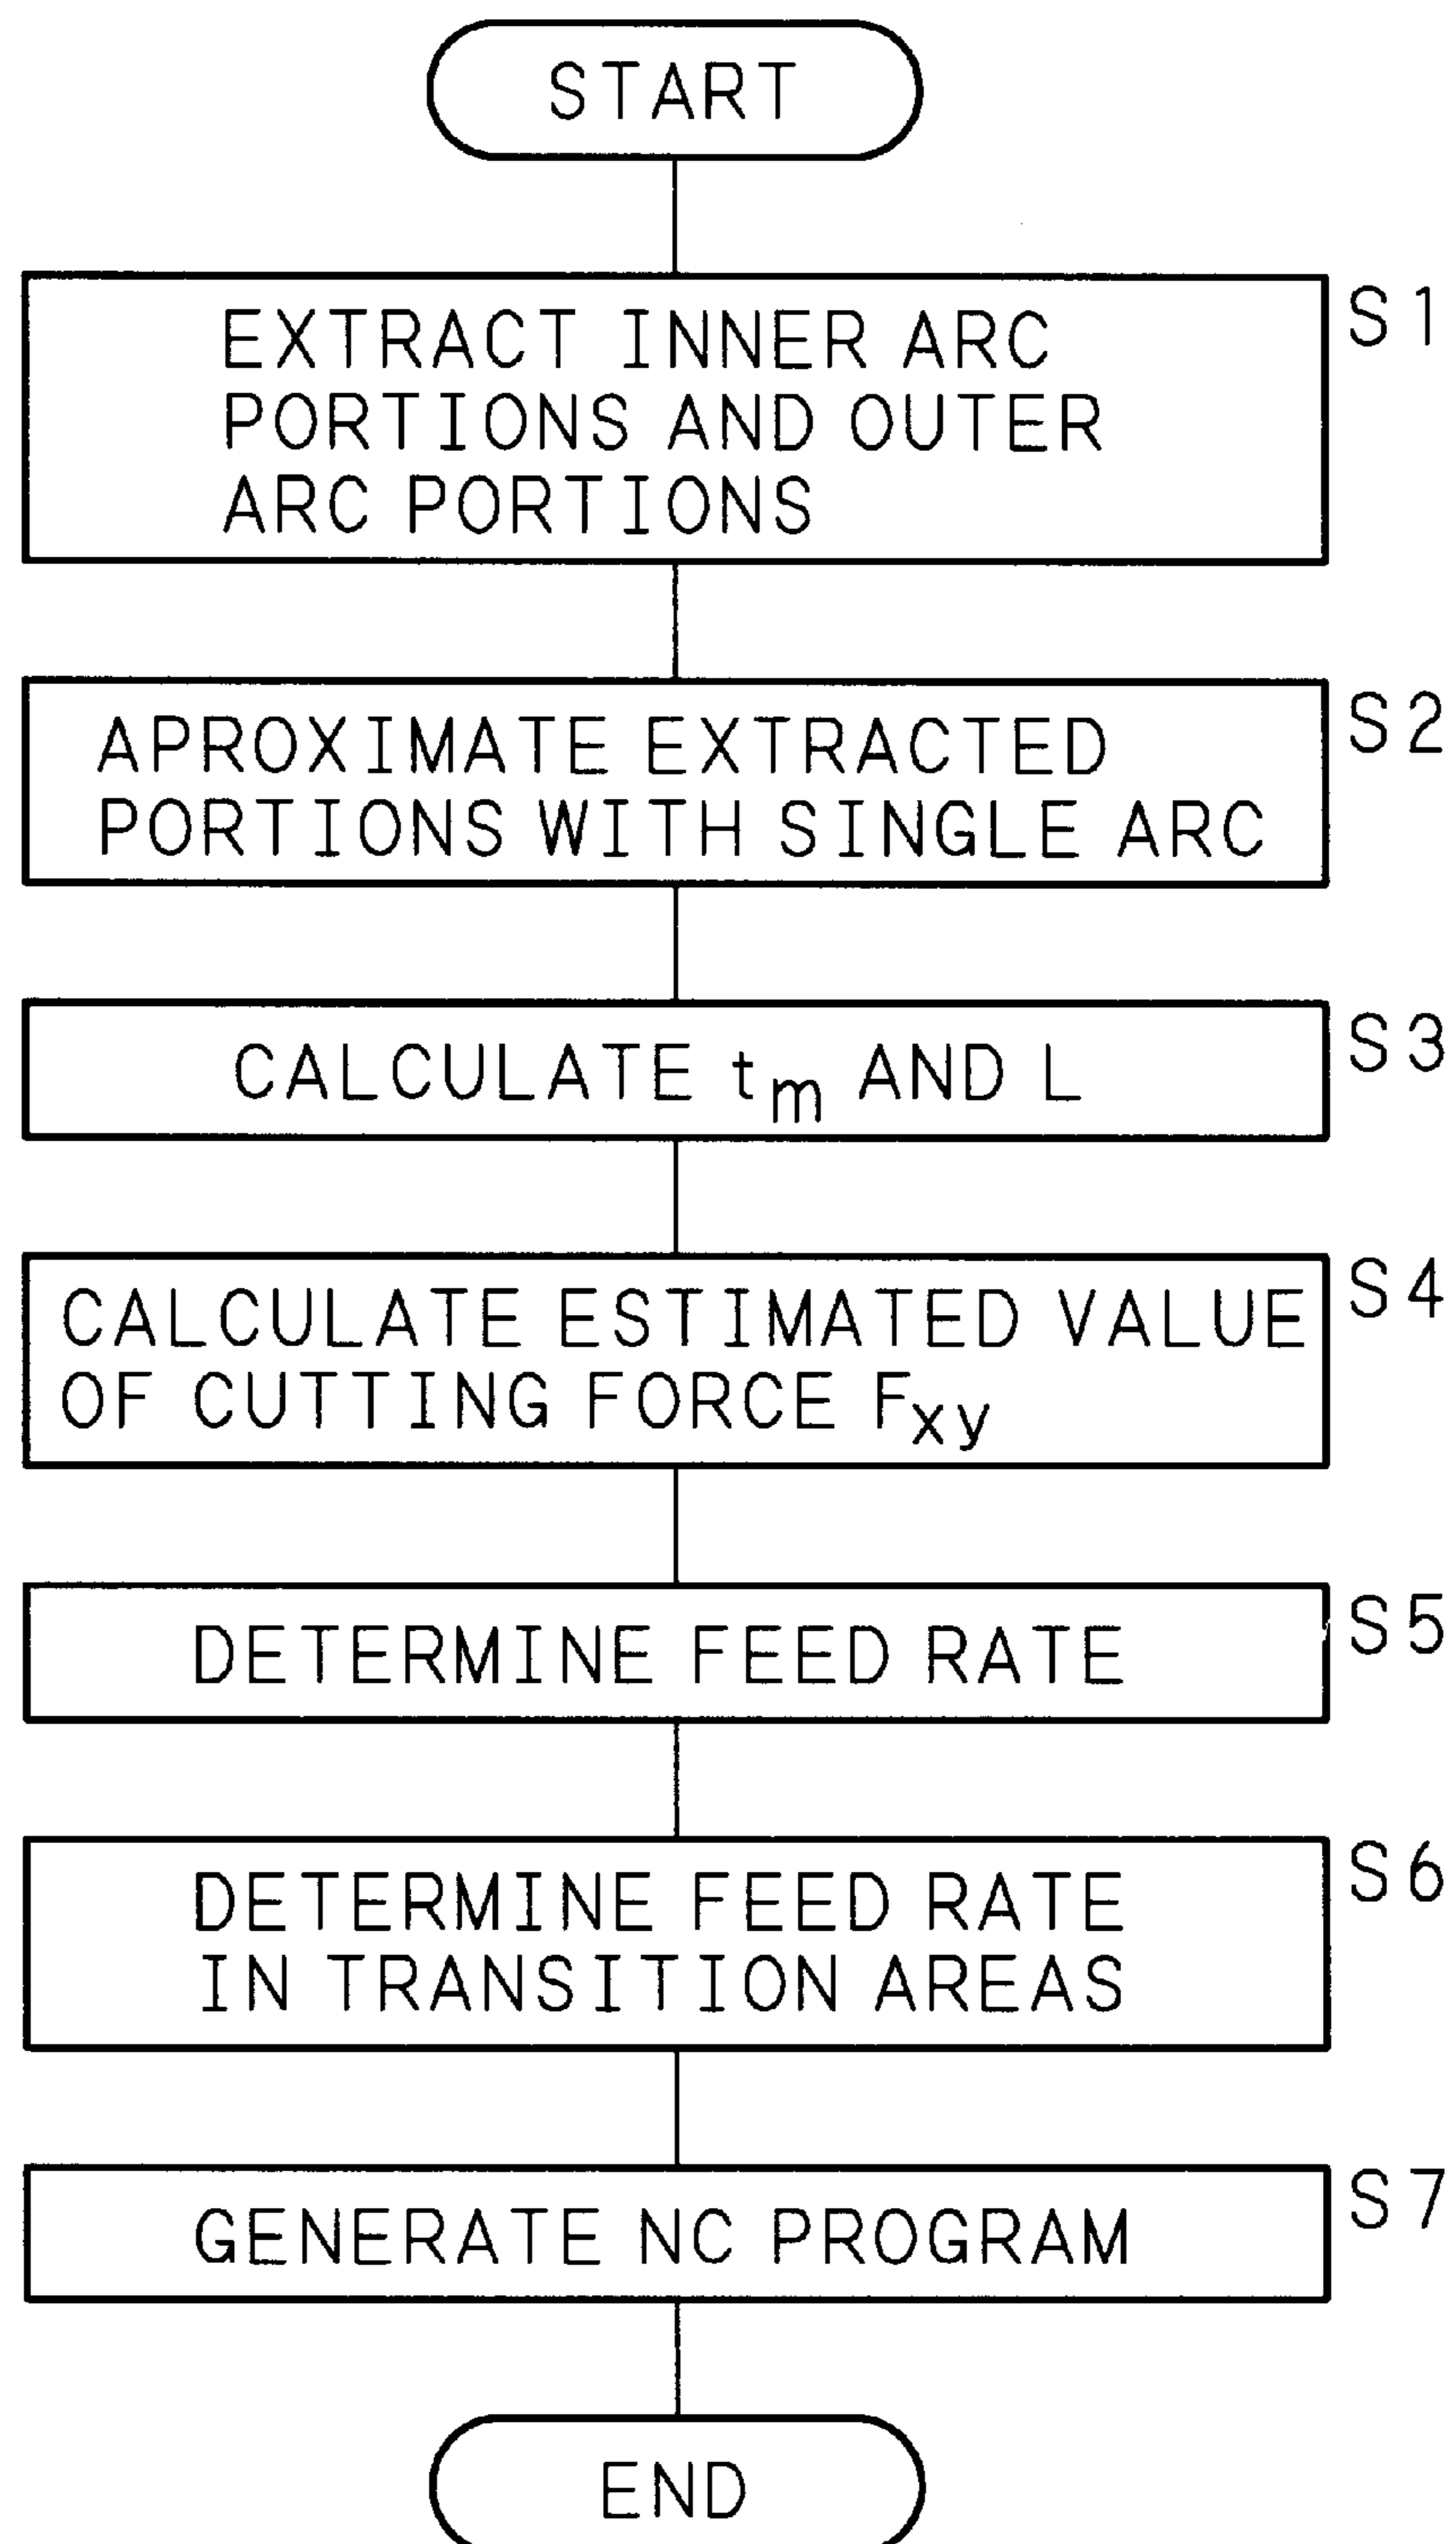 START
EXTRACT INNER ARC
PORTIONS AND OUTER
ARC PORTIONS
S1
APROXIMATE EXTRACTED
PORTIONS WITH SINGLE ARC
S2
CALCULATE tm AND L
S3
CALCULATE ESTIMATED VALUE
OF CUTTING FORCE Fxy
S4
DETERMINE FEED RATE
S5
DETERMINE FEED RATE
IN TRANSITION AREAS
S6
GENERATE NC PROGRAM
S7
END